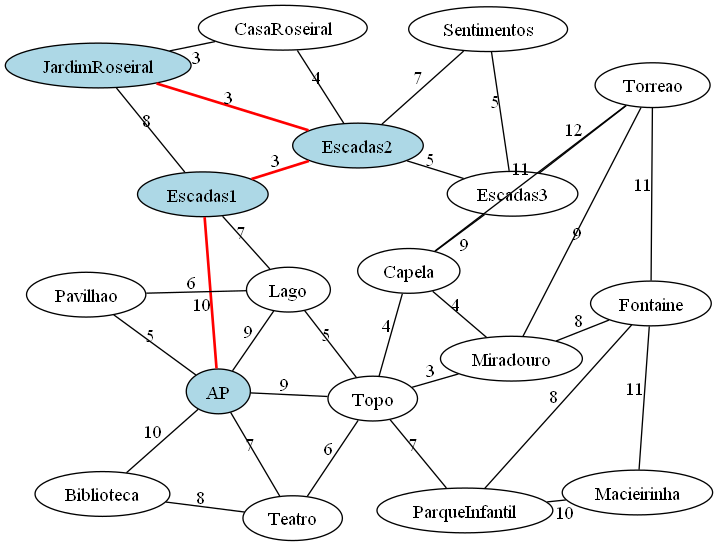 CasaRoseiral
Sentimentos
JardimRoseiral
3
4
7
5
Torreao
3
8
12
Escadas2
3
5
11
11
Escadas1
Escadas3
7
9
9
Capela
6
Pavilhao
Lago
10
4
Fontaine
5
9
5
4
8
Miradouro
3
AP
9
Topo
8
11
10
7
6
7
Biblioteca
8
Teatro
ParqueInfantil
10
Macieirinha